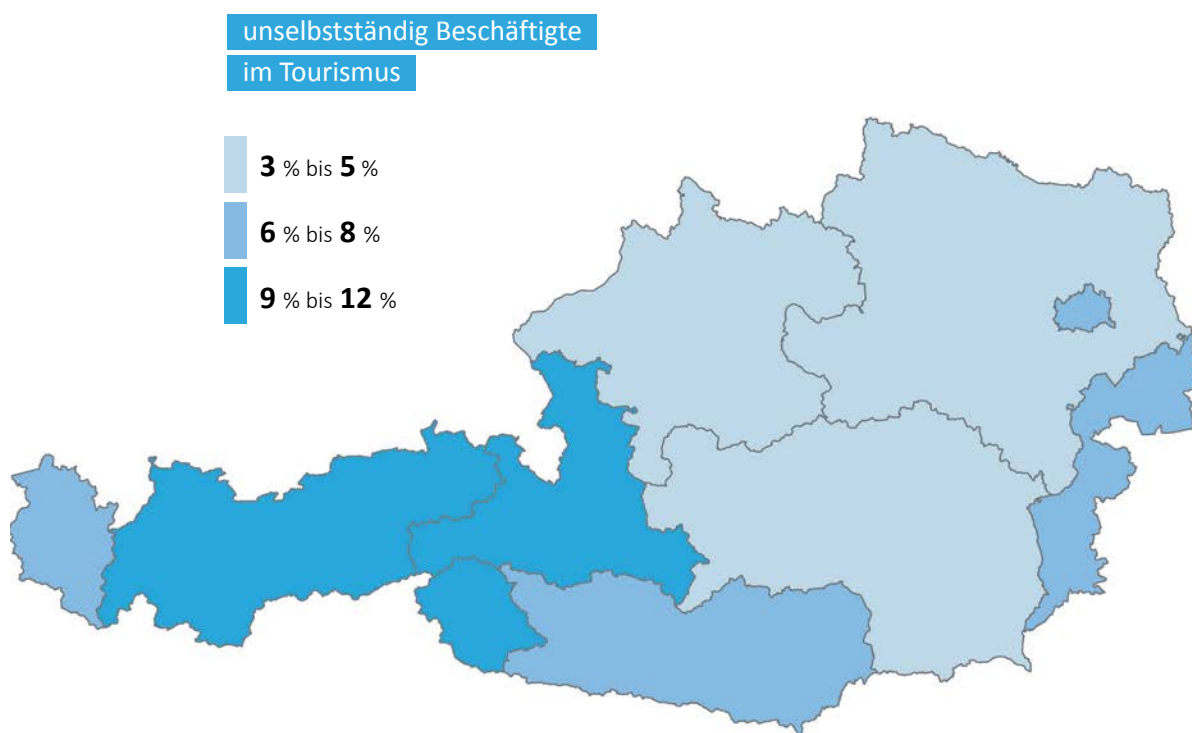 unselbstständig Beschäftigte
im Tourismus
3 % bis 5 %
6 % bis 8 %
9 % bis 12 %